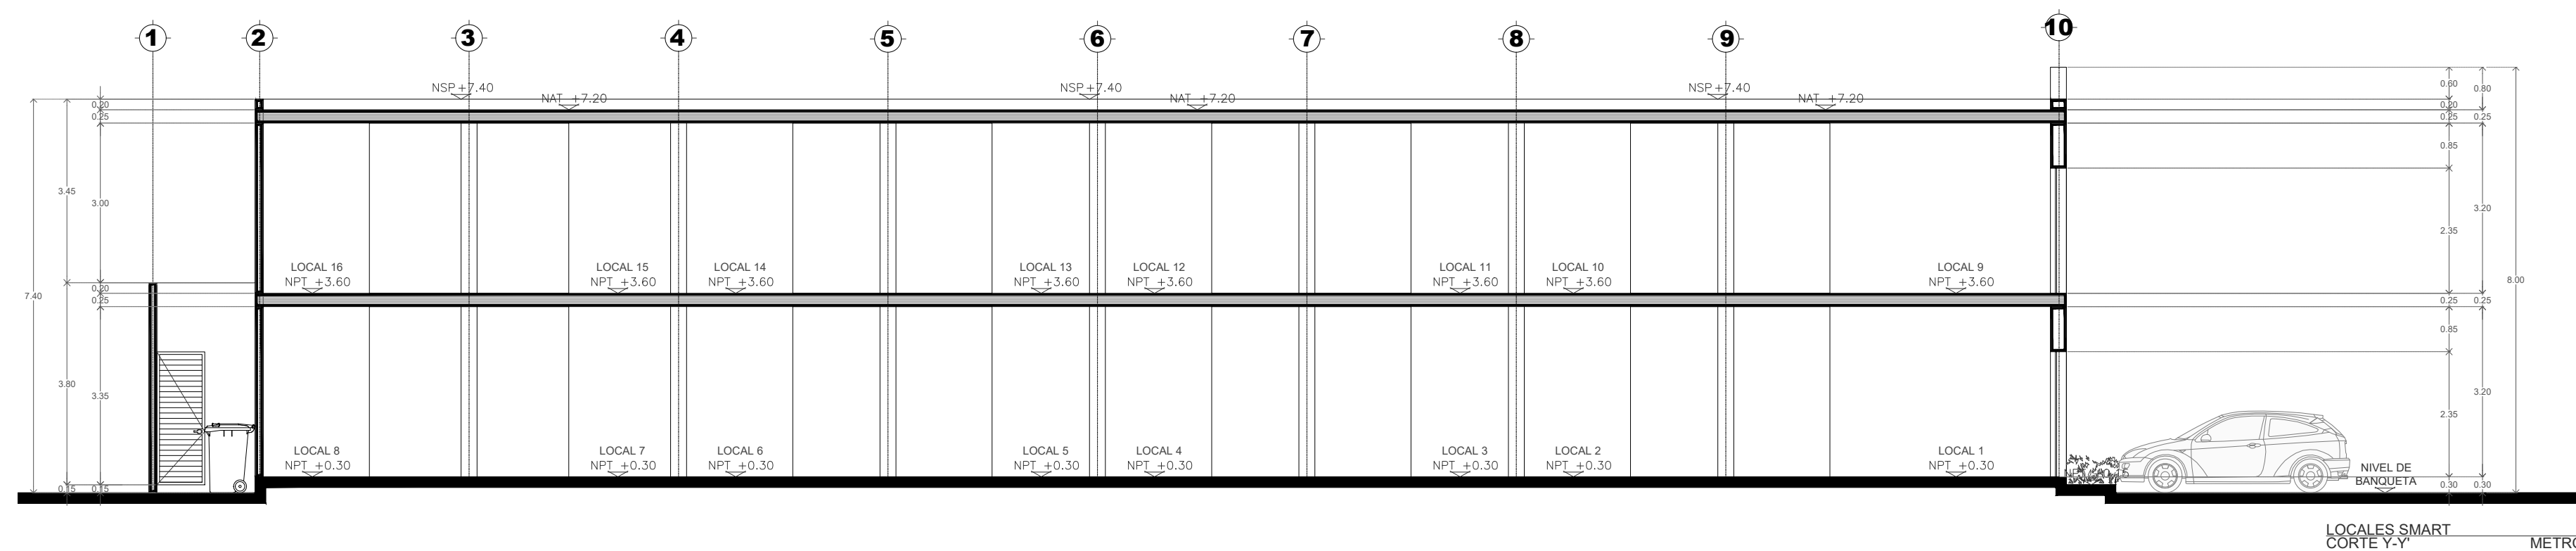 1 2 3 4 5 6 7 8 9 10
NSP+7.40 NSP+7.40 NSP+7.40
NAT +7.20 NAT +7.20 NAT +7.20
0.20
0.25
3.45
3.00
7.40
0.20
0.25
3.80
3.35
0.15 0.15
LOCAL 16 LOCAL 15 LOCAL 14 LOCAL 13 LOCAL 12 LOCAL 11 LOCAL 10 LOCAL 9
NPT +3.60 NPT +3.60 NPT +3.60 NPT +3.60 NPT +3.60 NPT +3.60 NPT +3.60 NPT +3.60
LOCAL 8 LOCAL 7 LOCAL 6 LOCAL 5 LOCAL 4 LOCAL 3 LOCAL 2 LOCAL 1
NPT +0.30 NPT +0.30 NPT +0.30 NPT +0.30 NPT +0.30 NPT +0.30 NPT +0.30 NPT +0.30
0.60 0.80
0.20
0.25 0.25
0.85
3.20
2.35
8.00
0.25 0.25
0.85
3.20
2.35
0.30 0.30
NIVEL DE
BANQUETA
LOCALES SMART
CORTE Y-Y' METRO